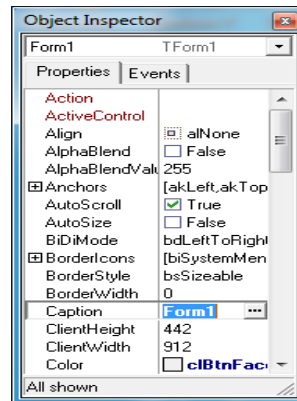 Object Inspector
Form1 TForm1
Properties Events
Action
ActiveControl
Align alNone
AlphaBlend False
AlphaBlendValu 255
Anchors [akLeft,akTop
AutoScroll True
AutoSize False
BiDiMode bdLeftToRight
BorderIcons [biSystemMen
BorderStyle bsSizeable
BorderWidth 0
Caption Form1 ...
ClientHeight 442
ClientWidth 912
Color clBtnFac
All shown